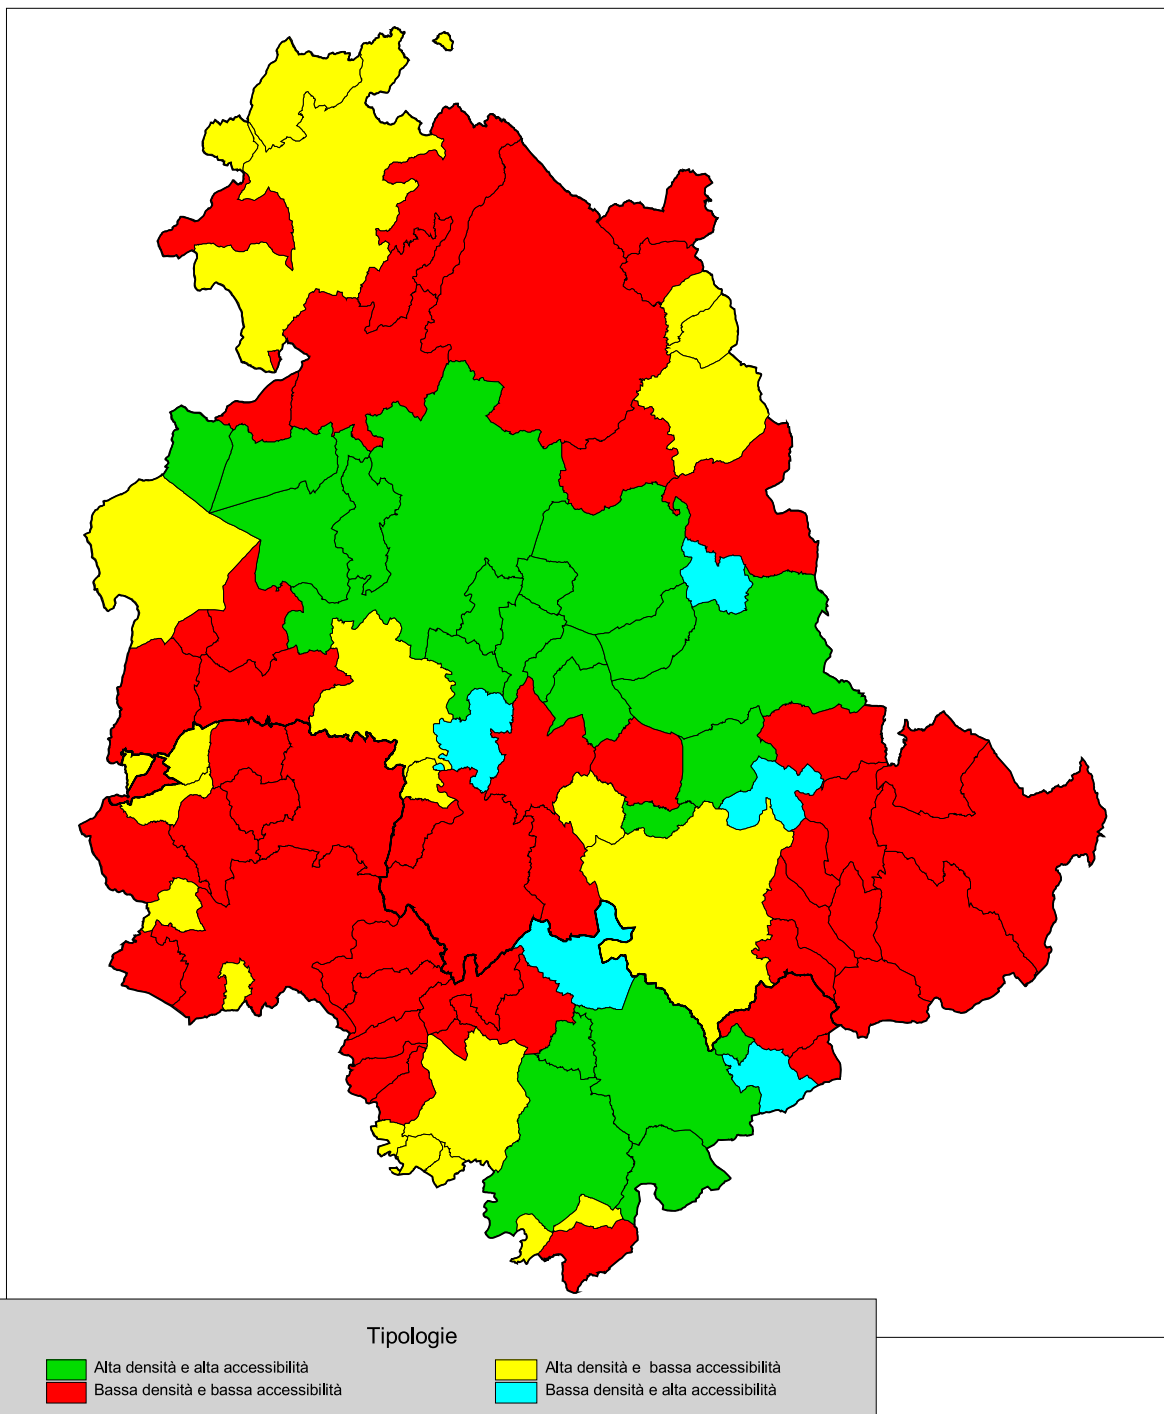 Tipologie
Alta densità e alta accessibilità
Alta densità e bassa accessibilità
Bassa densità e bassa accessibilità
Bassa densità e alta accessibilità